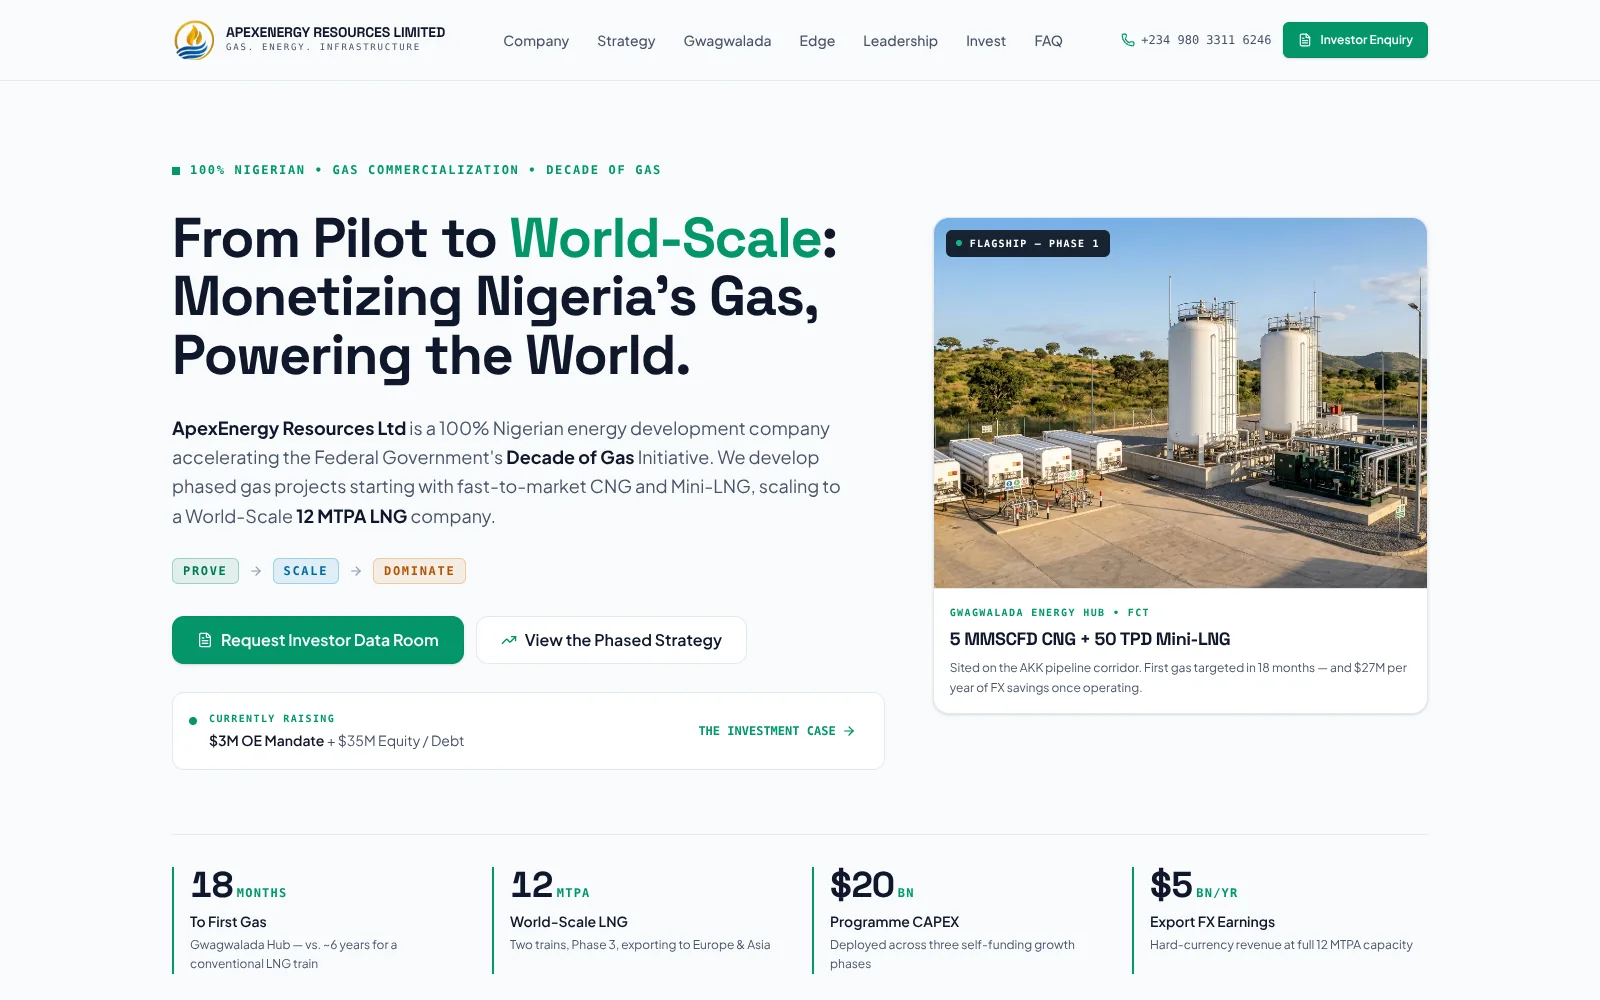 APEXENERGY RESOURCES LIMITED
GAS. ENERGY. INFRASTRUCTURE
Company
Strategy
Gwagwalada
Edge
Leadership
Invest
FAQ
+234 980 3311 6246
Investor Enquiry
100% NIGERIAN • GAS COMMERCIALIZATION • DECADE OF GAS
From Pilot to World-Scale:
Monetizing Nigeria's Gas,
Powering the World.
ApexEnergy Resources Ltd is a 100% Nigerian energy development company
accelerating the Federal Government's Decade of Gas Initiative. We develop
phased gas projects starting with fast-to-market CNG and Mini-LNG, scaling to
a World-Scale 12 MTPA LNG company.
PROVE → SCALE → DOMINATE
Request Investor Data Room
View the Phased Strategy
CURRENTLY RAISING
$3M OE Mandate + $35M Equity / Debt
THE INVESTMENT CASE →
FLAGSHIP — PHASE 1
GWAGWALADA ENERGY HUB • FCT
5 MMSCFD CNG + 50 TPD Mini-LNG
Sited on the AKK pipeline corridor. First gas targeted in 18 months — and $27M per
year of FX savings once operating.
18 MONTHS
To First Gas
Gwagwalada Hub — vs. ~6 years for a
conventional LNG train
12 MTPA
World-Scale LNG
Two trains, Phase 3, exporting to Europe & Asia
$20 BN
Programme CAPEX
Deployed across three self-funding growth
phases
$5 BN/YR
Export FX Earnings
Hard-currency revenue at full 12 MTPA capacity